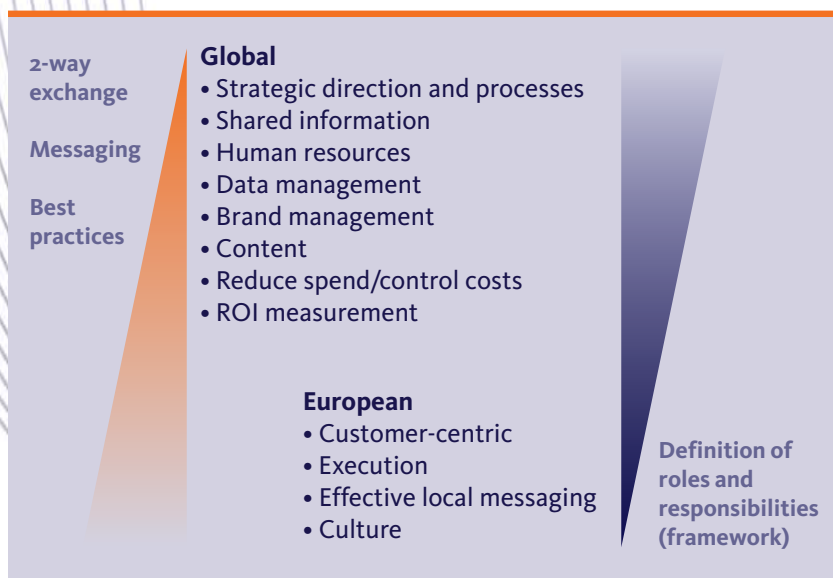 2-way
exchange
Messaging
Best
practices
Global
• Strategic direction and processes
• Shared information
• Human resources
• Data management
• Brand management
• Content
• Reduce spend/control costs
• ROI measurement
European
• Customer-centric
• Execution
• Effective local messaging
• Culture
Definition of
roles and
responsibilities
(framework)